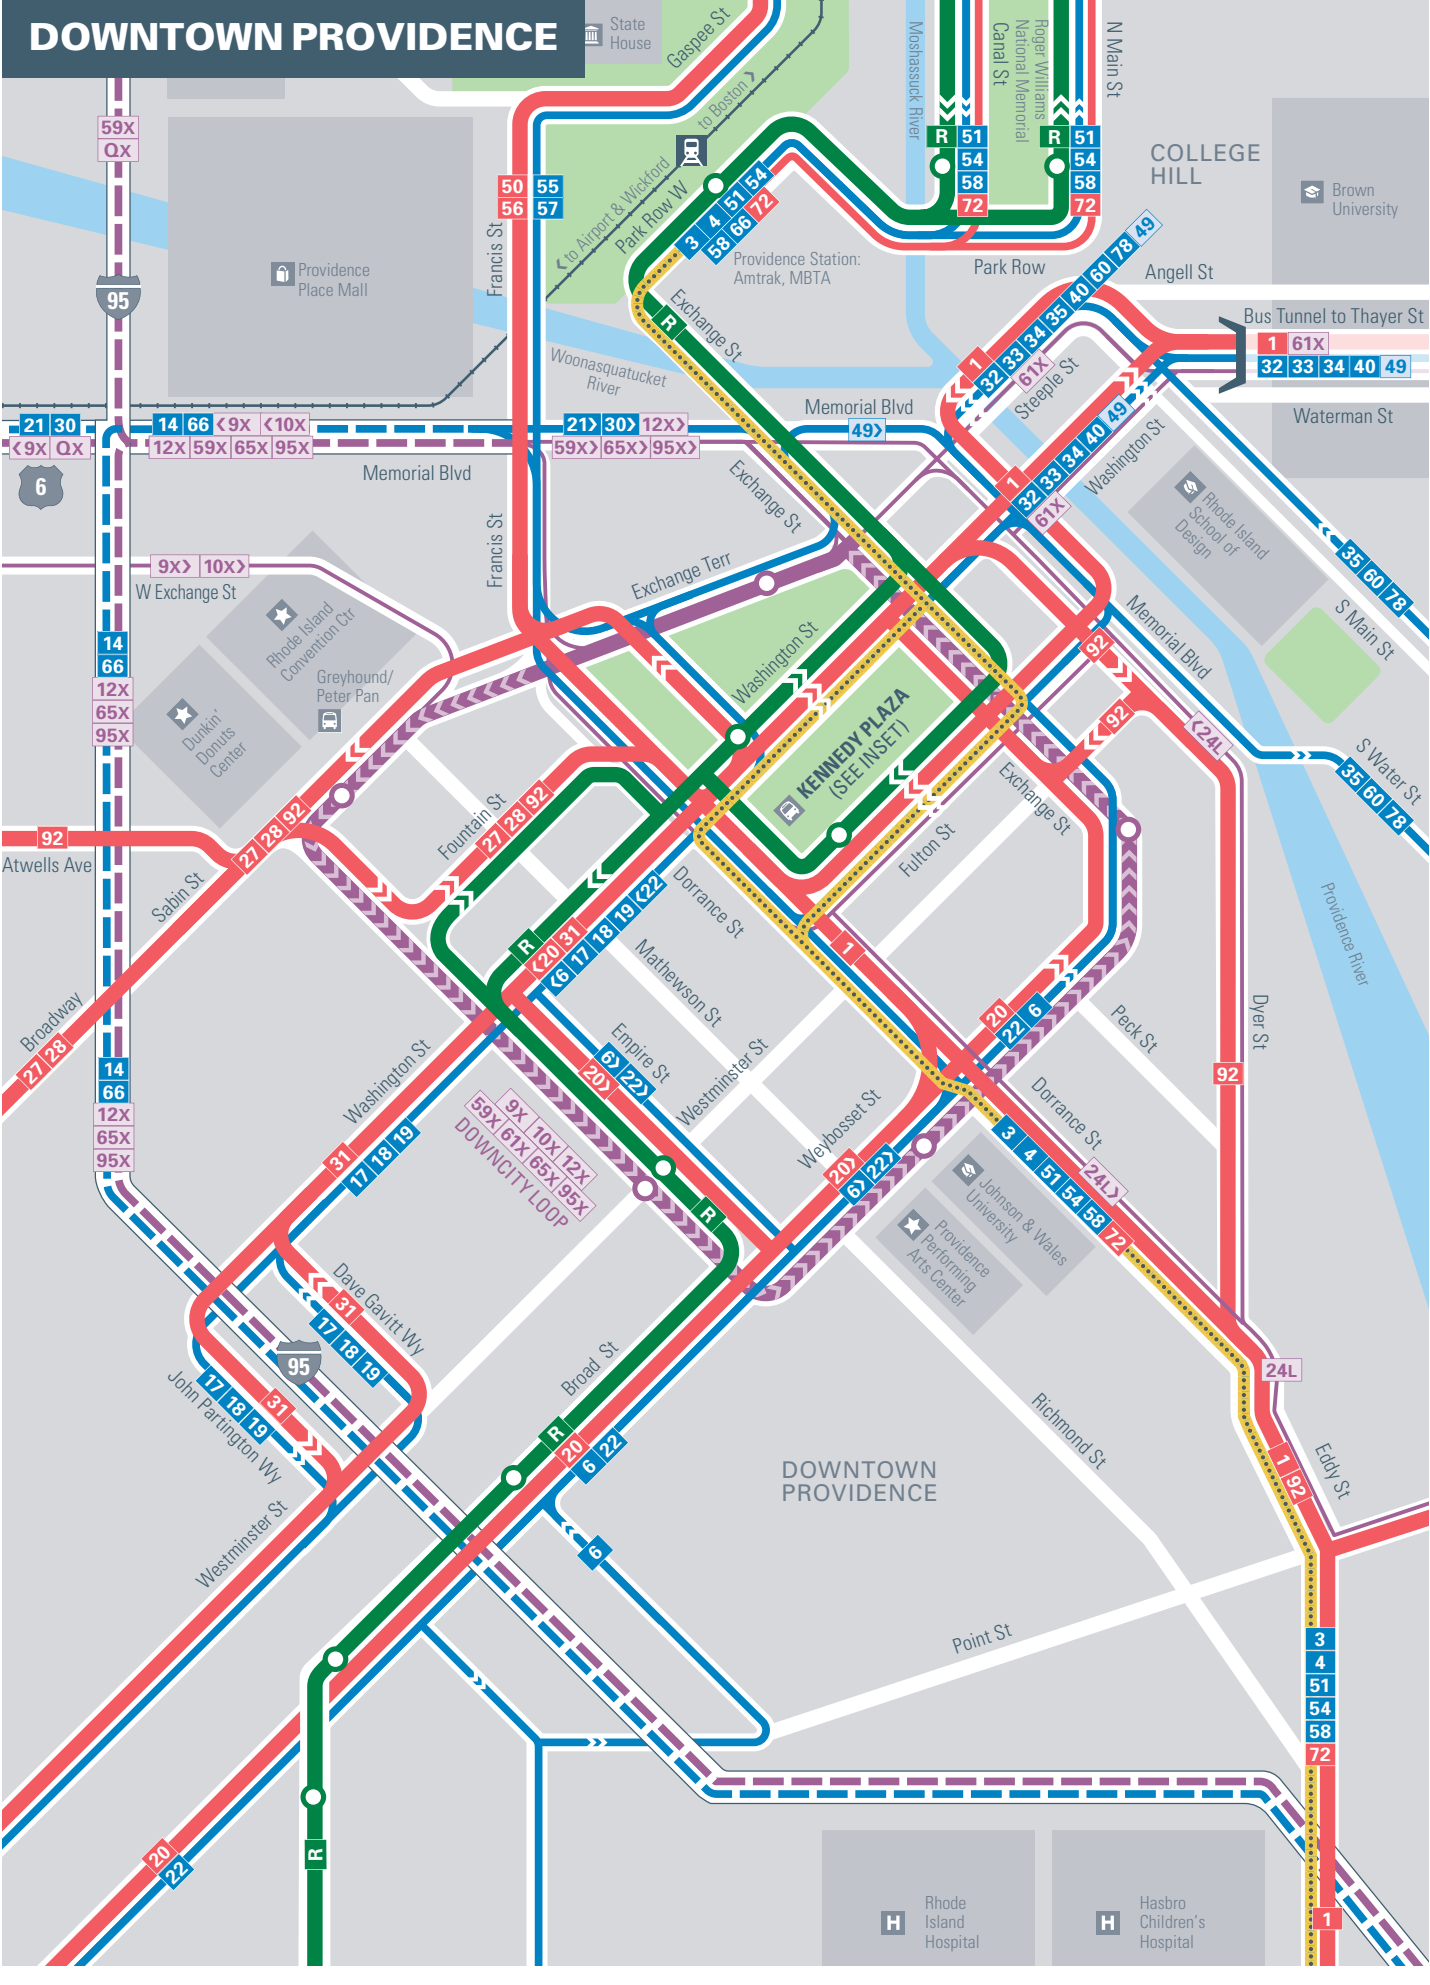 DOWNTOWN PROVIDENCE
State
House
Gaspee St
to Boston >
< to Airport & Wickford
Park Row W
Moshassuck River
Canal St
Roger Williams
National Memorial
N Main St
59X
QX
R
51
54
58
72
R
51
54
58
72
COLLEGE
HILL
Brown
University
50
55
56
57
3 4 51 54
58 66 72
Providence Station:
Amtrak, MBTA
Park Row
Francis St
Providence
Place Mall
95
R
Exchange St
Angell St
Bus Tunnel to Thayer St
1 61X
32 33 34 40 49
Waterman St
1
32 33 34 35 40 60 78 49
61X
Steeple St
Woonasquatucket
River
21 30
<9X QX
6
14 66 <9X <10X
12X 59X 65X 95X
Memorial Blvd
21> 30> 12X>
59X> 65X> 95X>
Memorial Blvd
49>
Exchange St
1
32 33 34 40 49
61X
Washington St
Rhode Island
School of
Design
35 60 78
S Main St
9X> 10X>
W Exchange St
Francis St
Exchange Terr
Rhode Island
Convention Ctr
Greyhound/
Peter Pan
Dunkin'
Donuts
Center
14
66
12X
65X
95X
Washington St
KENNEDY PLAZA
(SEE INSET)
92
Memorial Blvd
92
<24L
S Water St
35 60 78
Exchange St
Fulton St
92
Atwells Ave
27 28 92
Sabin St
Fountain St
27 28 92
Dorrance St
R
<20 31
<6 17 18 19 <22
Mathewson St
1
Providence River
Broadway
27 28
Washington St
Empire St
6> 22>
20>
Westminster St
20
22 6
Peck St
Dyer St
92
14
66
12X
65X
95X
31
17 18 19
9X 10X 12X
59X 61X 65X 95X
DOWNCITY LOOP
R
Weybosset St
20>
6> 22>
Dorrance St
24L>
3 4 51 54 58 72
Johnson & Wales
University
Providence
Performing
Arts Center
Dave Gavitt Wy
31
17 18 19
95
31
17 18 19
John Partington Wy
Westminster St
Broad St
R
20
6 22
6
DOWNTOWN
PROVIDENCE
Richmond St
24L
1 92
Eddy St
Point St
3
4
51
54
58
72
20
22
R
Rhode
Island
Hospital
H
Hasbro
Children's
Hospital
H
1